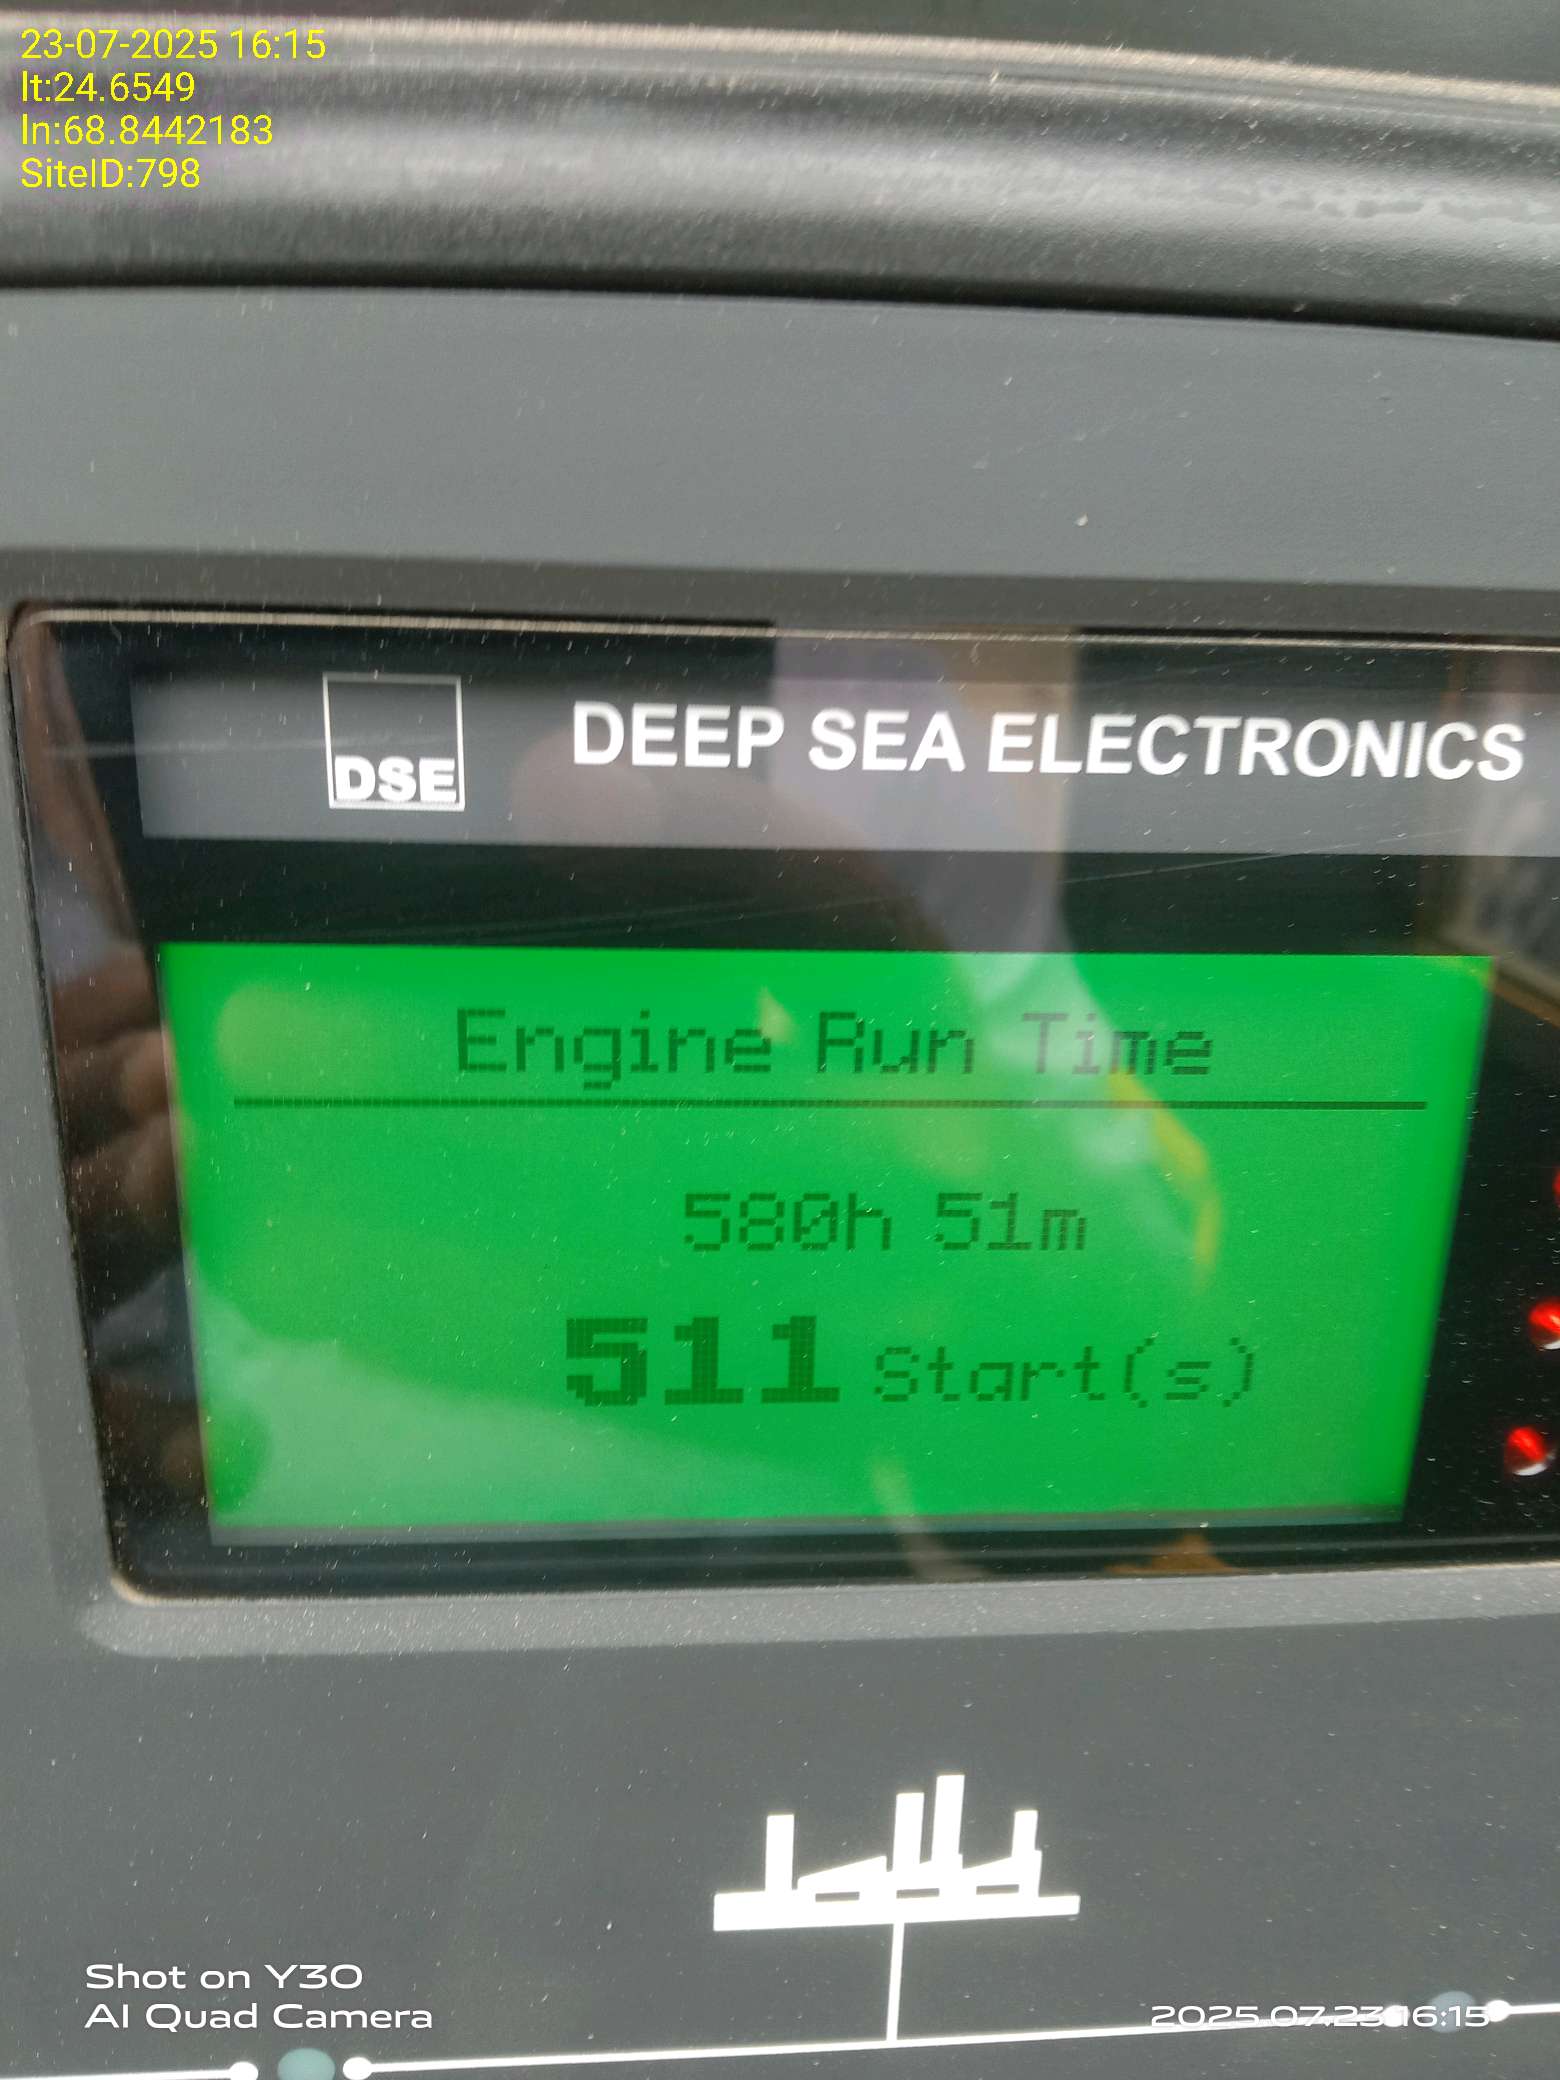 23-07-2025 16:15
lt:24.6549
ln:68.8442183
SiteID:798
DSE
DEEP SEA ELECTRONICS
Engine Run Time
580h 51m
511 Start(s)
Shot on Y30
AI Quad Camera
2025.07.23 16:15